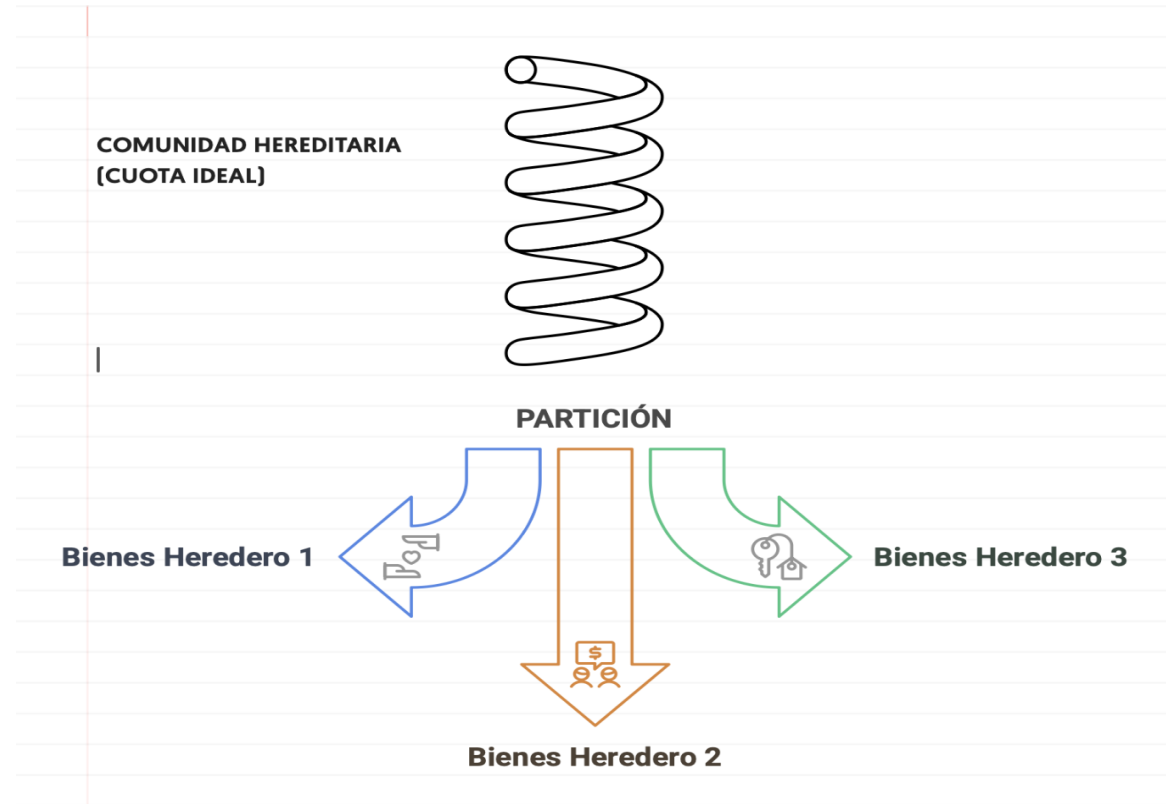 COMUNIDAD HEREDITARIA
(CUOTA IDEAL)
PARTICIÓN
Bienes Heredero 1
Bienes Heredero 3
$
Bienes Heredero 2